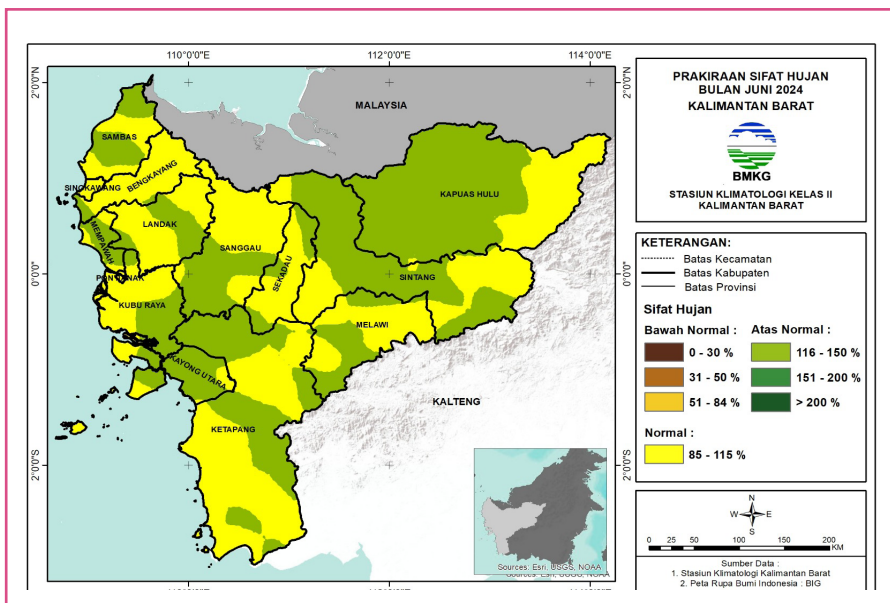 110°0'0"E 112°0'0"E 114°0'0"E
2°0'0"N
0°0'0"
2°0'0"S
2°0'0"N
0°0'0"
2°0'0"S
MALAYSIA
SAMBAS
BENGKAYANG
SINGKAWANG
KAPUAS HULU
LANDAK
MEMPAWAH
SANGGAU
SEKADAU
SINTANG
KUBU RAYA
MELAWI
KAYONG UTARA
KALTENG
KETAPANG
Sources: Esri, USGS, NOAA
Sources: Esri, USGS, NOAA
PRAKIRAAN SIFAT HUJAN
BULAN JUNI 2024
KALIMANTAN BARAT
BMKG
STASIUN KLIMATOLOGI KELAS II
KALIMANTAN BARAT
KETERANGAN:
Batas Kecamatan
Batas Kabupaten
Batas Provinsi
Sifat Hujan
Bawah Normal : Atas Normal :
0 - 30 % 116 - 150 %
31 - 50 % 151 - 200 %
51 - 84 % > 200 %
Normal :
85 - 115 %
N
W E
S
0 25 50 100 150 200
KM
Sumber Data :
1. Stasiun Klimatologi Kalimantan Barat
2. Peta Rupa Bumi Indonesia : BIG